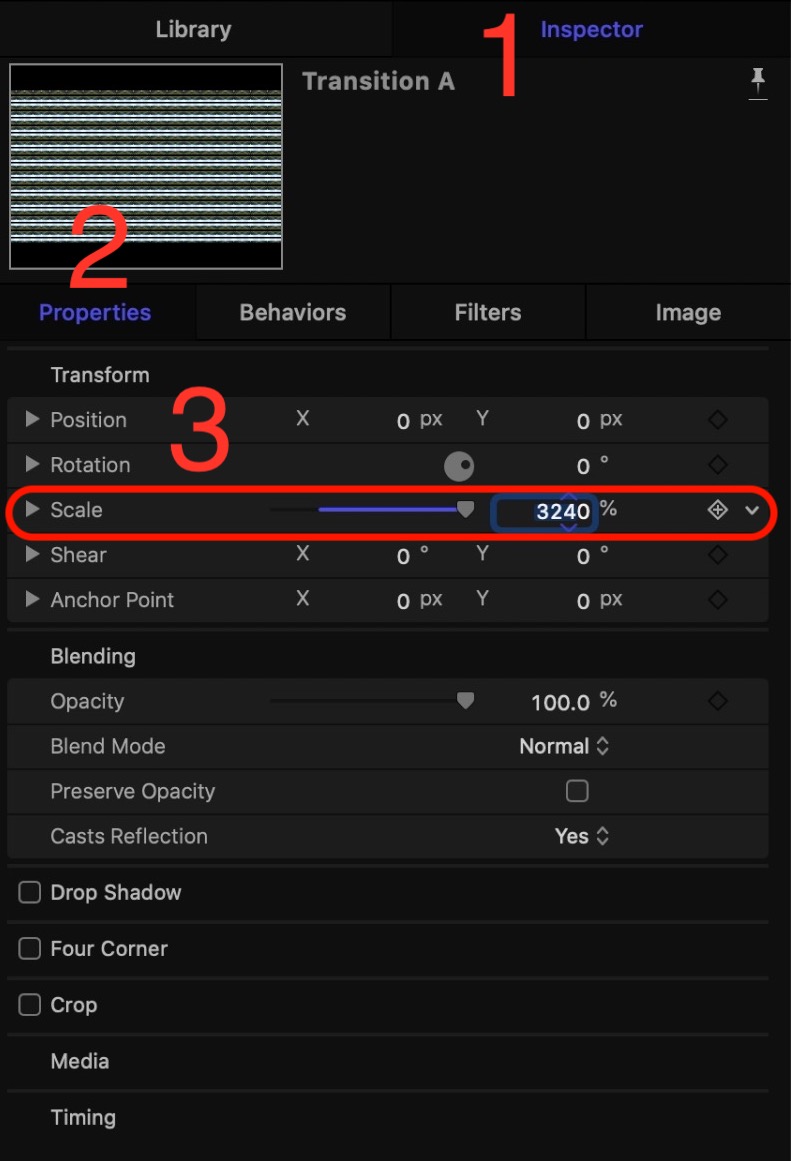 Library 1 Inspector
Transition A
2
Properties Behaviors Filters Image
Transform
3
Position X 0 px Y 0 px
Rotation 0 °
Scale 3240 %
Shear X 0 ° Y 0 °
Anchor Point X 0 px Y 0 px
Blending
Opacity 100.0 %
Blend Mode Normal
Preserve Opacity
Casts Reflection Yes
Drop Shadow
Four Corner
Crop
Media
Timing